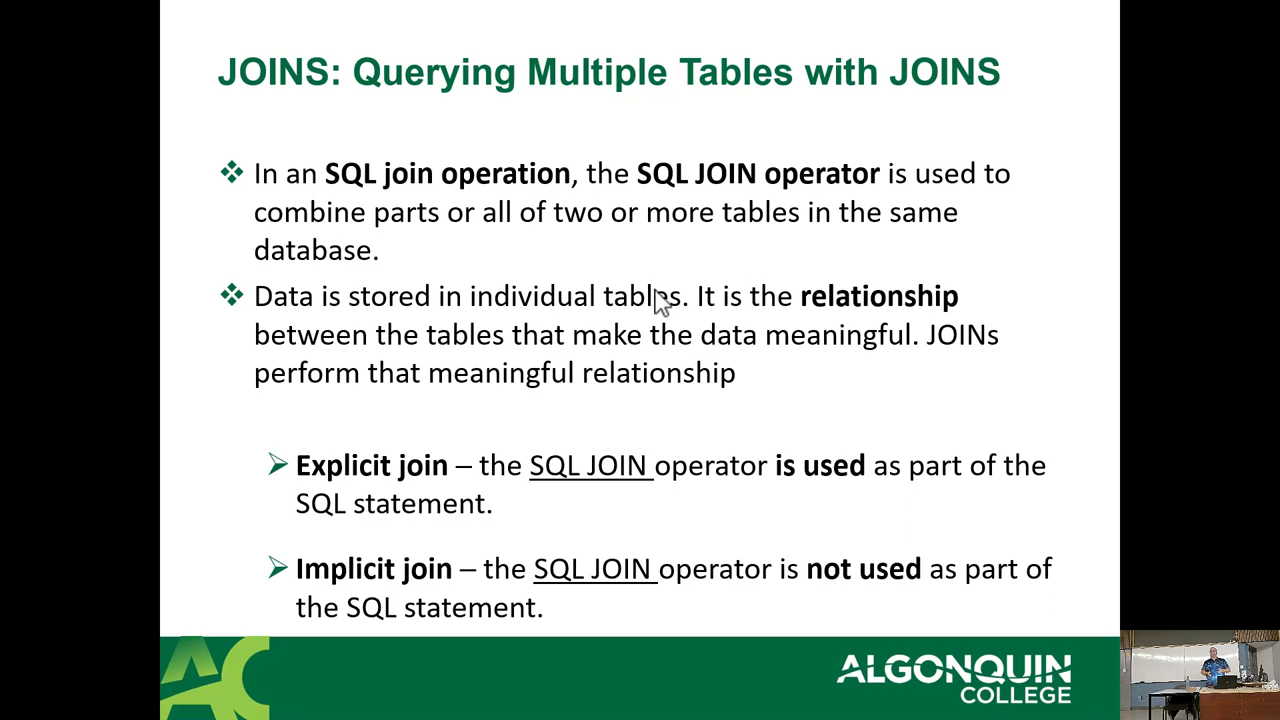 JOINS: Querying Multiple Tables with JOINS
In an SQL join operation, the SQL JOIN operator is used to
combine parts or all of two or more tables in the same
database.
Data is stored in individual tables. It is the relationship
between the tables that make the data meaningful. JOINs
perform that meaningful relationship
Explicit join – the SQL JOIN operator is used as part of the
SQL statement.
Implicit join – the SQL JOIN operator is not used as part of
the SQL statement.
AC
ALGONQUIN
COLLEGE